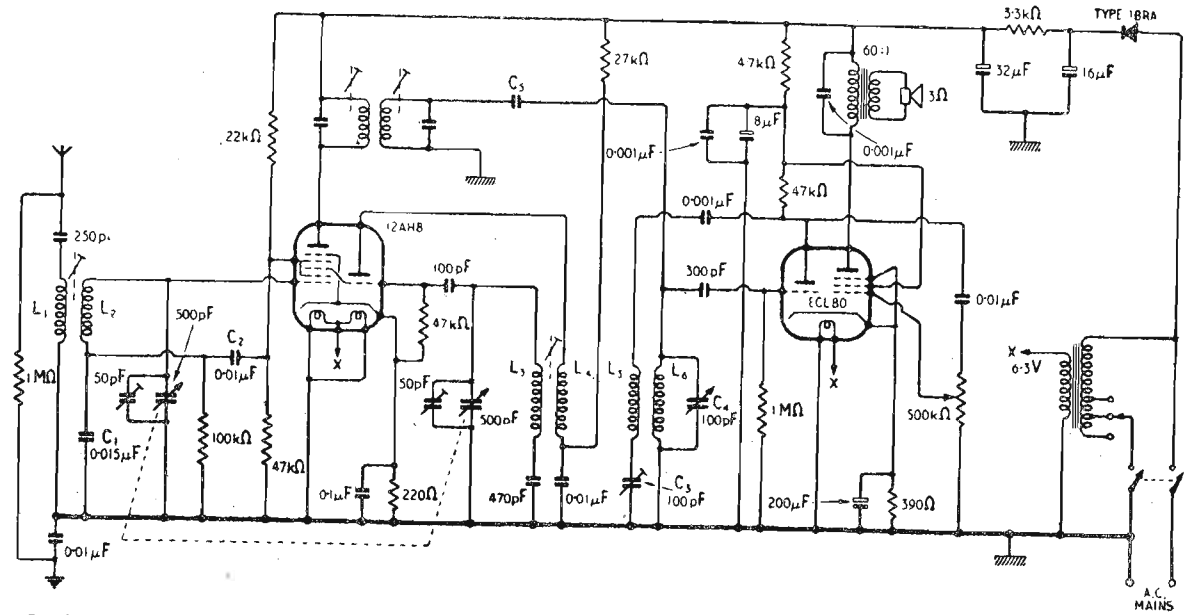 3·3kΩ
TYPE 18RA
C5
27kΩ
47kΩ
60:1
3Ω
32μF
16μF
22kΩ
8μF
0·001μF
0·001μF
47kΩ
0·001μF
12AH8
250p
100pF
300pF
ECL80
0·01μF
L1
L2
500pF
C2
0·01μF
47kΩ
X
L3
L4
L5
L6
X
X
6·3V
1MΩ
50pF
50pF
500pF
C4
100pF
1MΩ
500kΩ
C1
0·015μF
100kΩ
47kΩ
0·1μF
220Ω
470pF
0·01μF
C3
100pF
200μF
390Ω
0·01μF
A.C.
MAINS